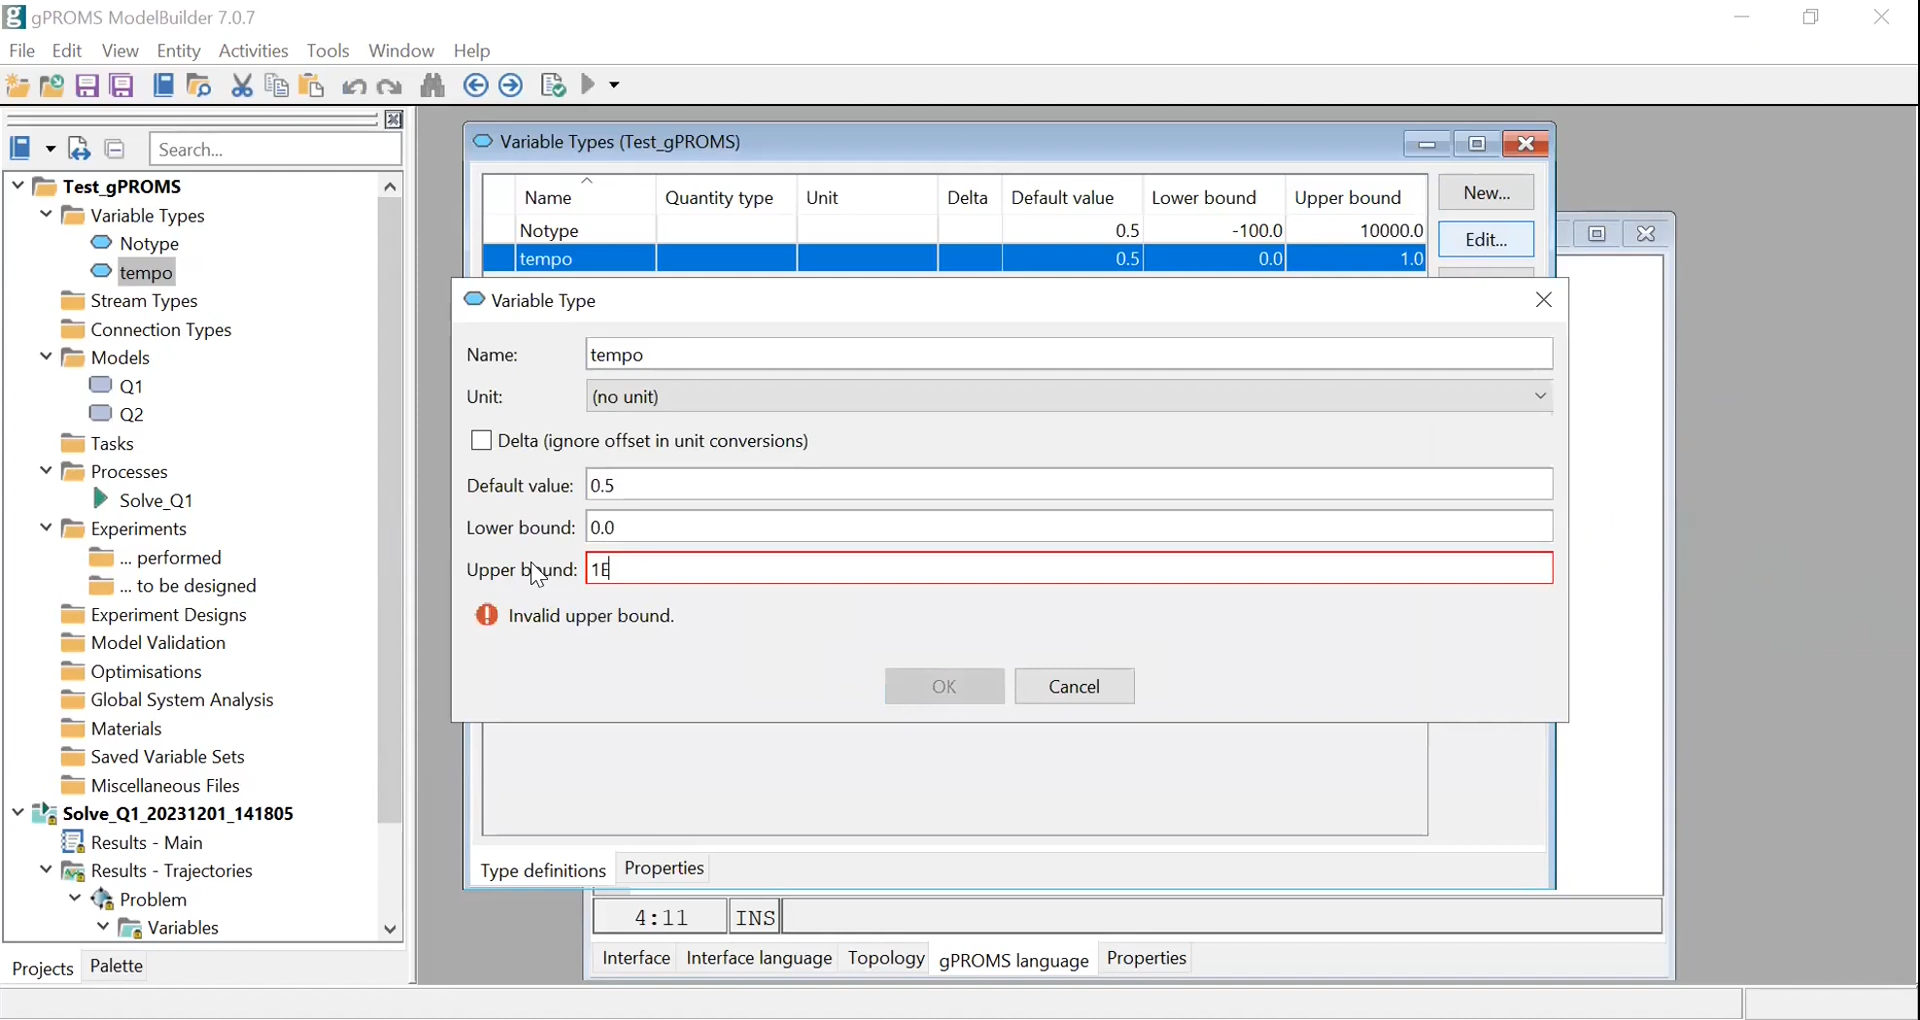 gPROMS ModelBuilder 7.0.7
File Edit View Entity Activities Tools Window Help
Search...
Test_gPROMS
Variable Types
Notype
tempo
Stream Types
Connection Types
Models
Q1
Q2
Tasks
Processes
Solve_Q1
Experiments
... performed
... to be designed
Experiment Designs
Model Validation
Optimisations
Global System Analysis
Materials
Saved Variable Sets
Miscellaneous Files
Solve_Q1_20231201_141805
Results - Main
Results - Trajectories
Problem
Variables
Projects Palette
Variable Types (Test_gPROMS)
Name Quantity type Unit Delta Default value Lower bound Upper bound
Notype 0.5 -100.0 10000.0
tempo 0.5 0.0 1.0
New...
Edit...
Variable Type
Name: tempo
Unit: (no unit)
Delta (ignore offset in unit conversions)
Default value: 0.5
Lower bound: 0.0
Upper bound: 1E
Invalid upper bound.
OK Cancel
Type definitions Properties
4:11 INS
Interface Interface language Topology gPROMS language Properties